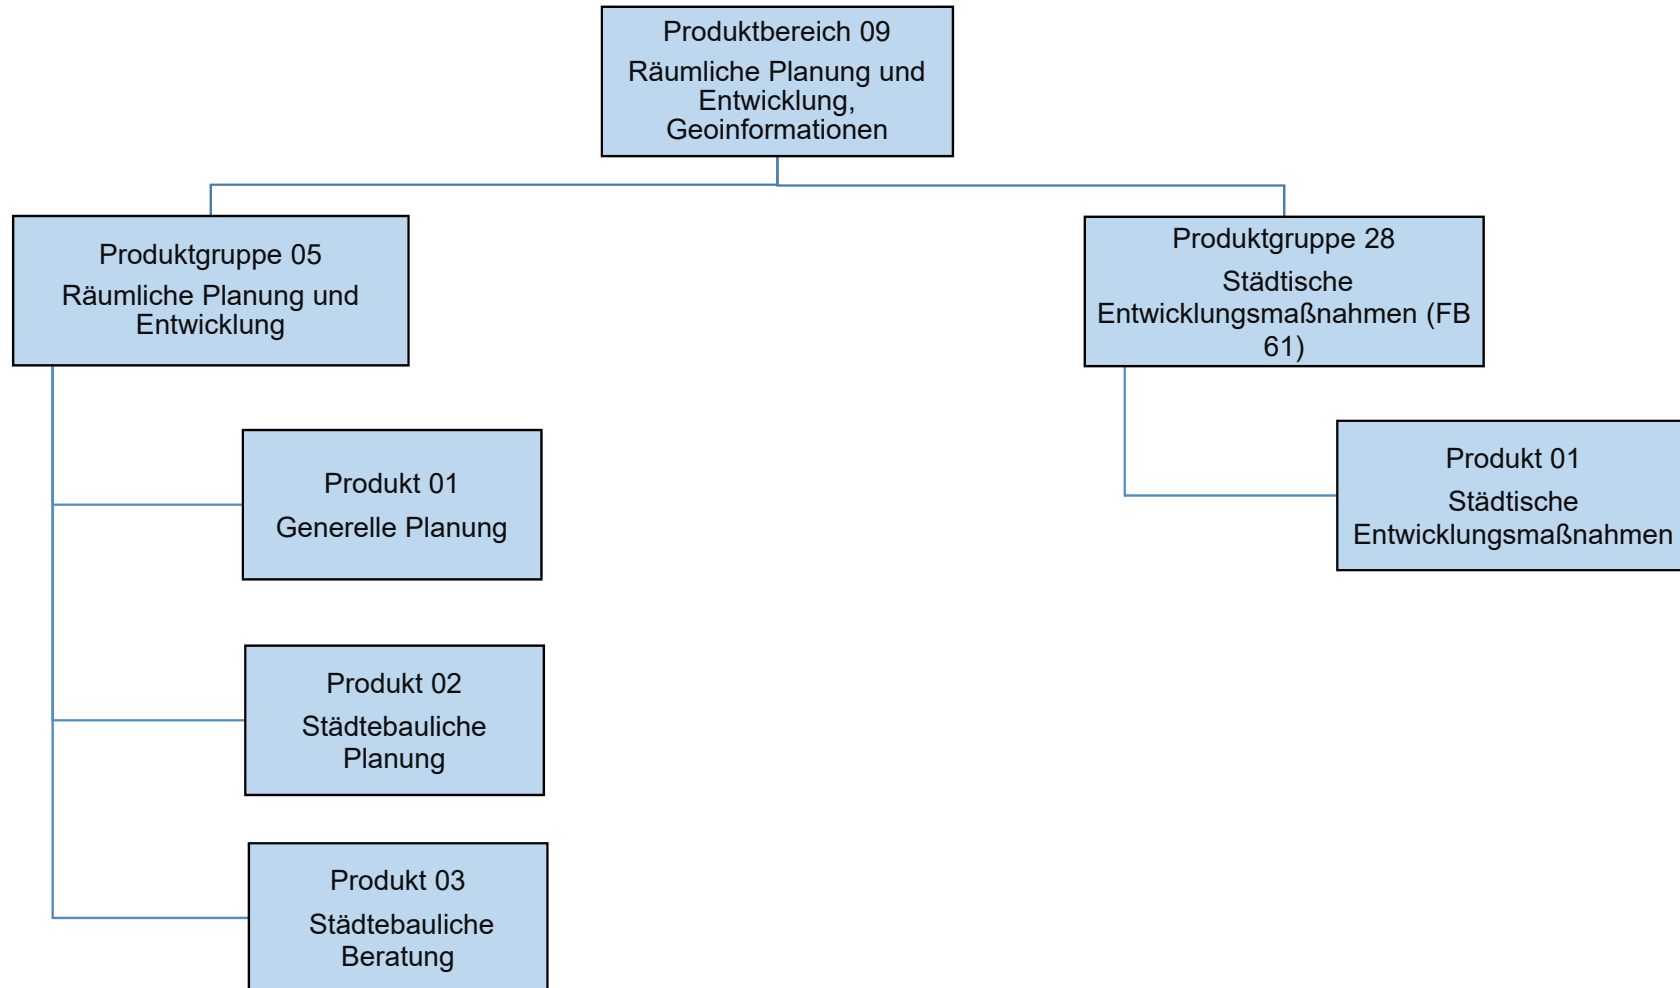 Produktbereich 09
Räumliche Planung und
Entwicklung,
Geoinformationen
Produktgruppe 05
Räumliche Planung und
Entwicklung
Produktgruppe 28
Städtische
Entwicklungsmaßnahmen (FB
61)
Produkt 01
Generelle Planung
Produkt 01
Städtische
Entwicklungsmaßnahmen
Produkt 02
Städtebauliche
Planung
Produkt 03
Städtebauliche
Beratung